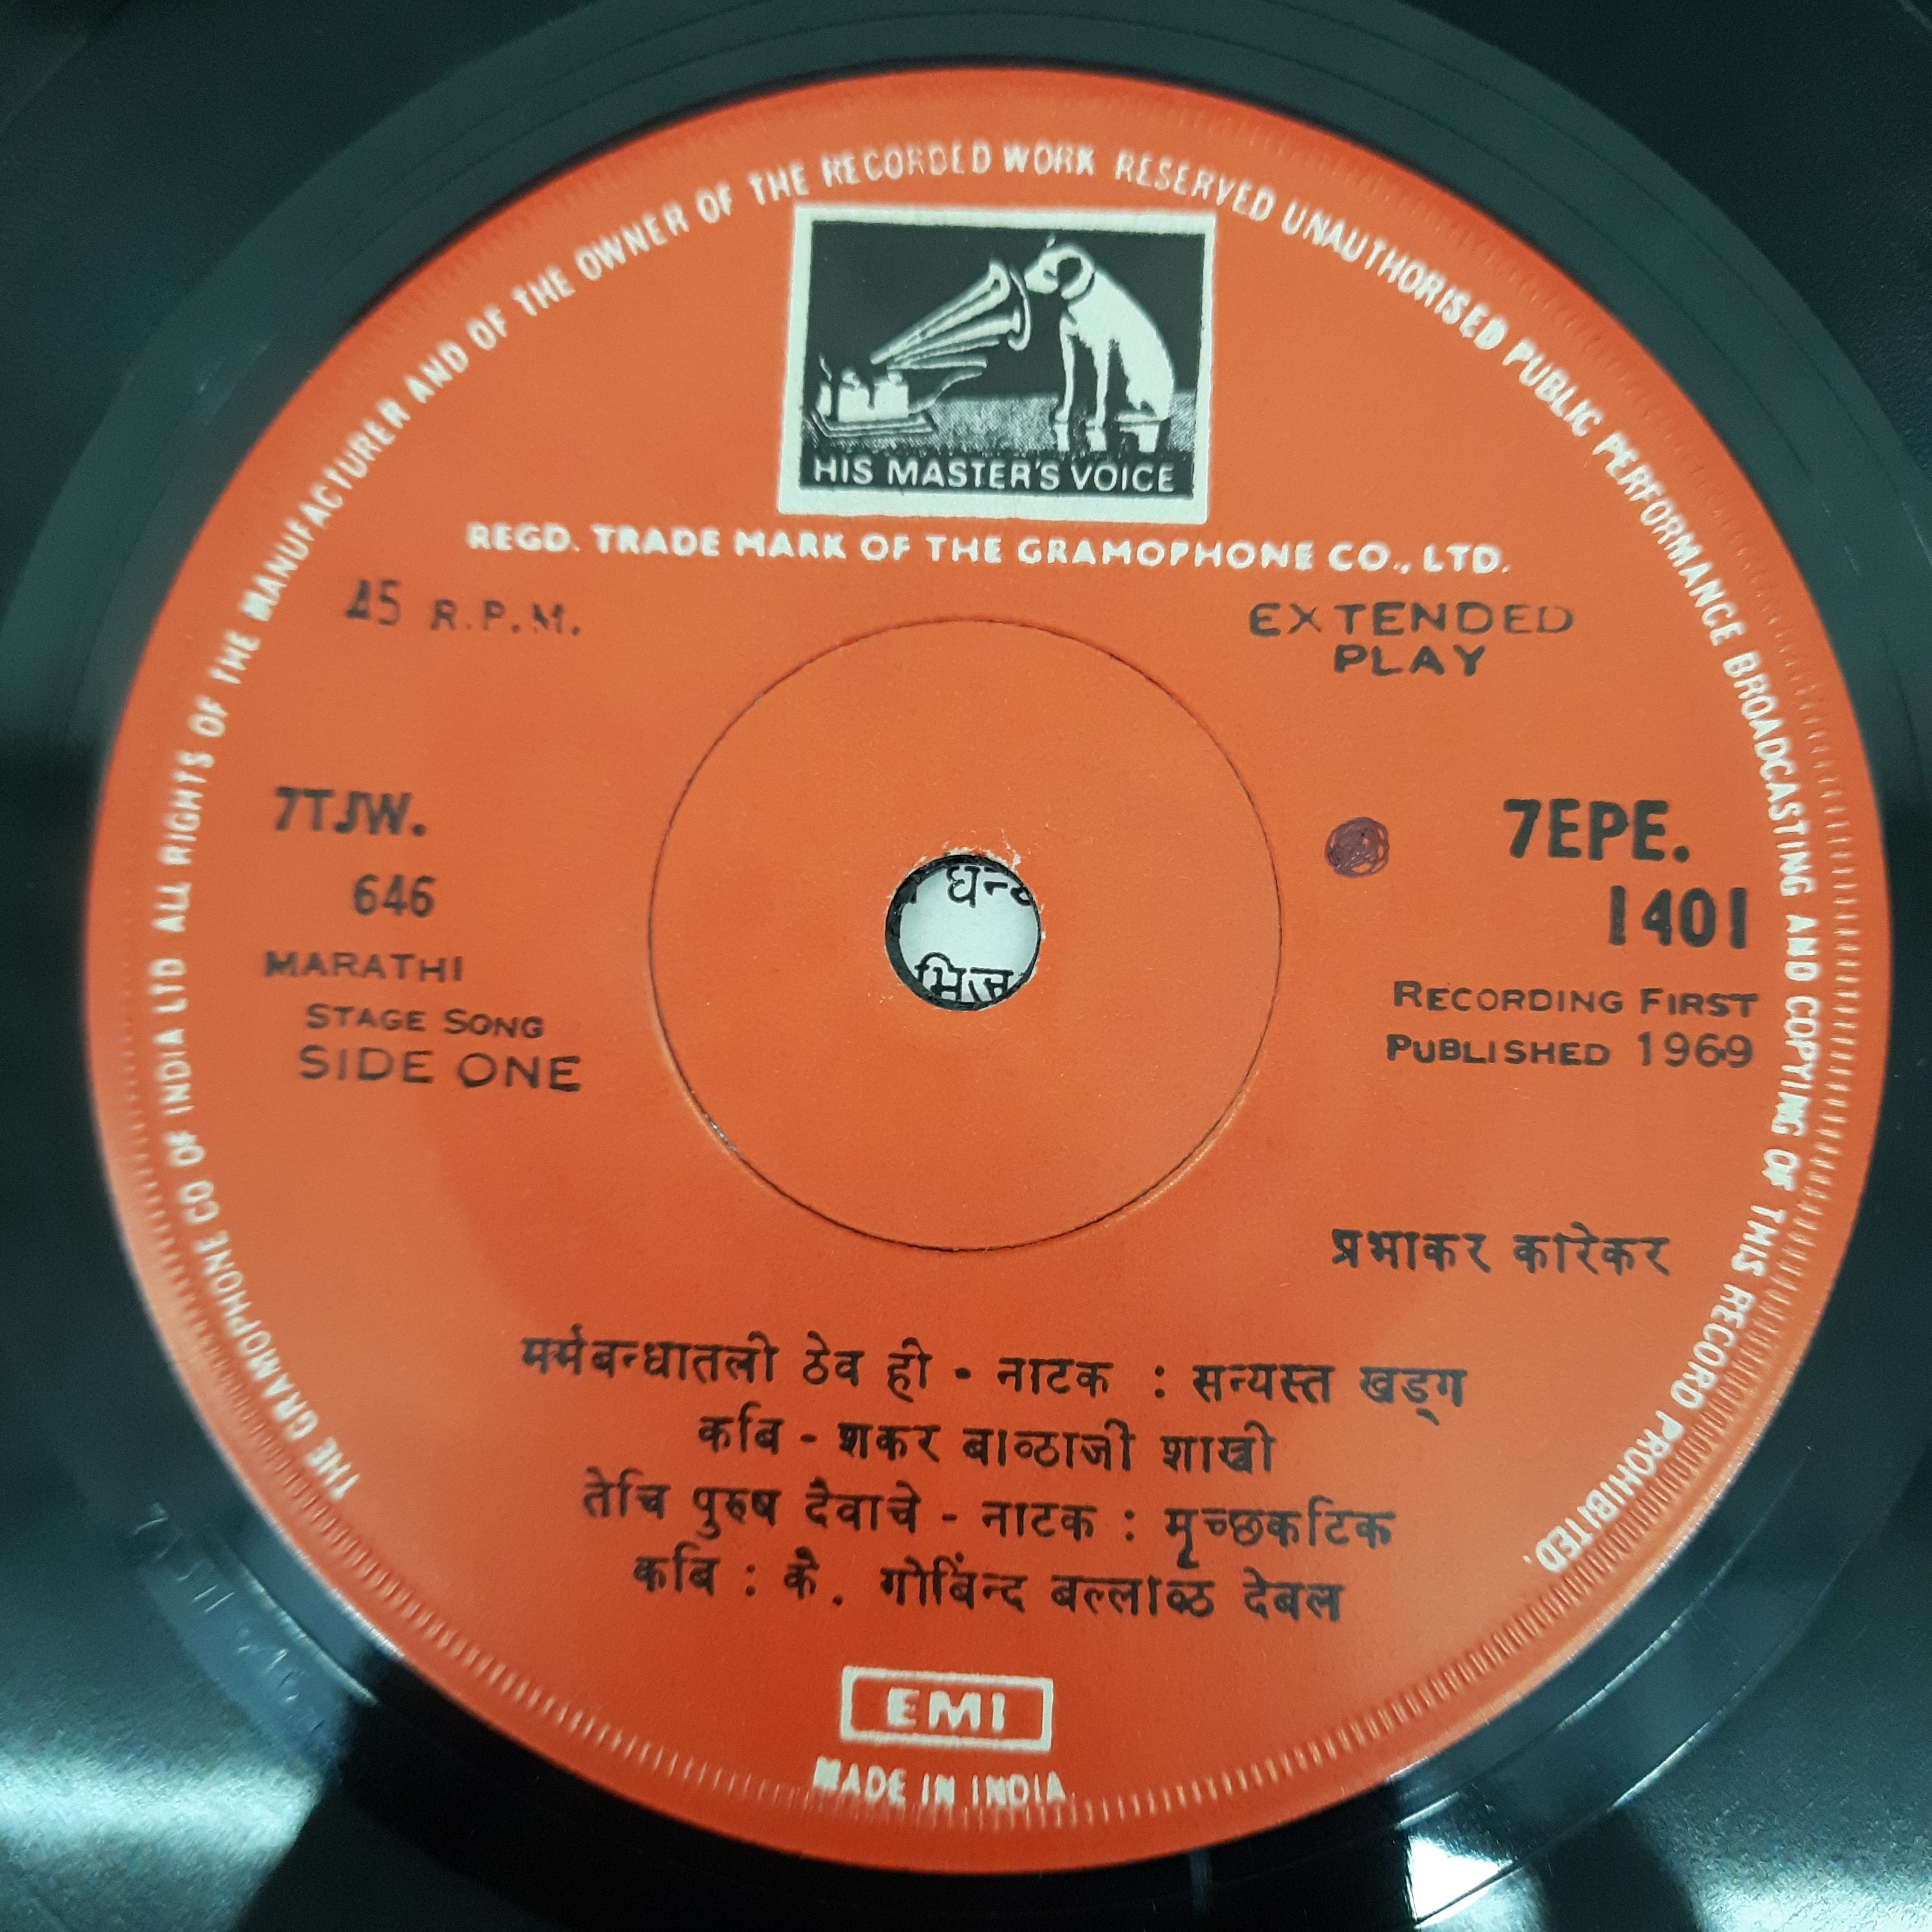 THE GRAMOPHONE CO OF INDIA LTD ALL RIGHTS OF THE MANUFACTURER AND OF THE OWNER OF THE RECORDED WORK RESERVED UNAUTHORISED PUBLIC PERFORMANCE BROADCASTING AND COPYING OF THIS RECORD PROHIBITED.
HIS MASTER'S VOICE
REGD. TRADE MARK OF THE GRAMOPHONE CO., LTD.
45 R.P.M.
EXTENDED
PLAY
7TJW.
646
MARATHI
STAGE SONG
SIDE ONE
7EPE.
1401
RECORDING FIRST
PUBLISHED 1969
प्रभाकर कारेकर
मर्मबन्धातली ठेव ही - नाटक : सन्यस्त खड्ग
कबि - शकर बाळाजी शास्त्री
तेचि पुरुष दैवाचे - नाटक : मृच्छकटिक
कबि : कै. गोबिंन्द बल्लाळ देबल
EMI
MADE IN INDIA